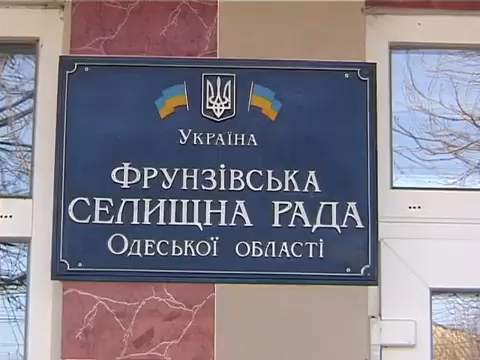 Україна
Фрунзівська
селищна рада
Одеської області